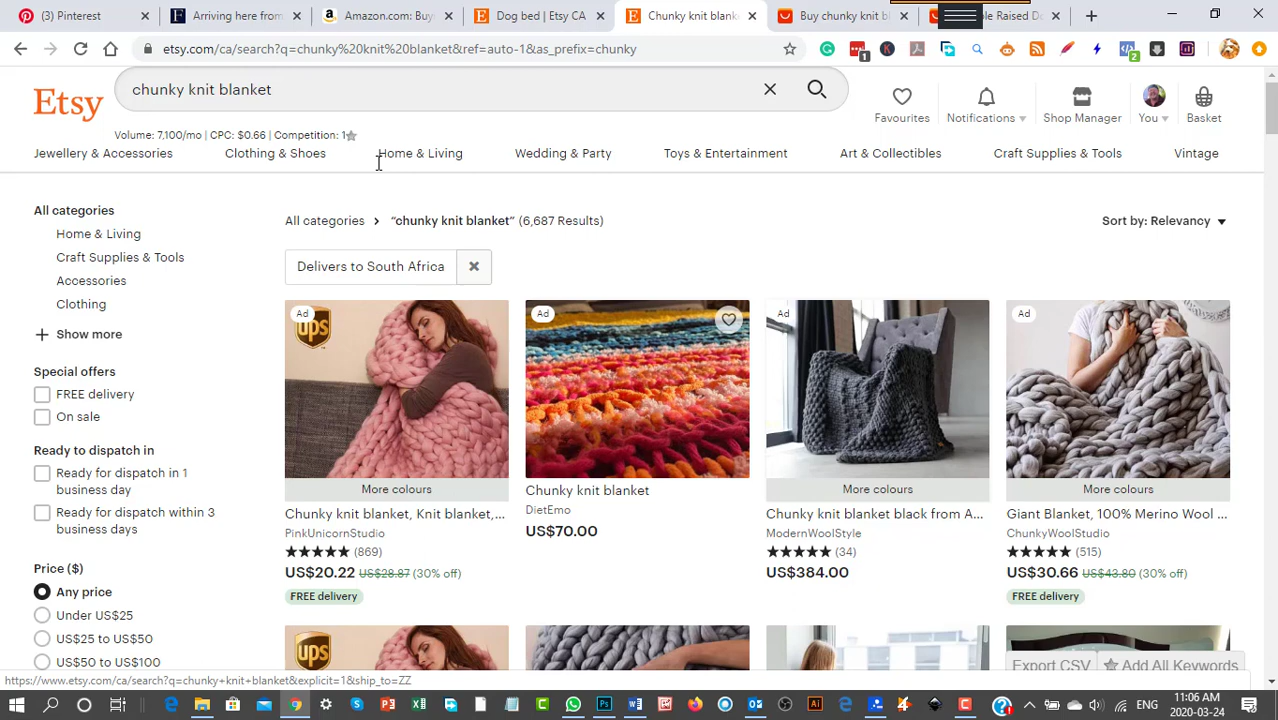 Pinterest
Arriving here
Amazon.com: Buy
Dog bed | Etsy CA
Chunky knit blank
Buy chunky knit bl
le Raised Do
etsy.com/ca/search?q=chunky%20knit%20blanket&ref=auto-1&as_prefix=chunky
1
2
Etsy
chunky knit blanket
Volume: 7,100/mo | CPC: $0.66 | Competition: 1
Favourites
Notifications
Shop Manager
You
Basket
Jewellery & Accessories
Clothing & Shoes
Home & Living
Wedding & Party
Toys & Entertainment
Art & Collectibles
Craft Supplies & Tools
Vintage
All categories
Home & Living
Craft Supplies & Tools
Accessories
Clothing
Show more
Special offers
FREE delivery
On sale
Ready to dispatch in
Ready for dispatch in 1
business day
Ready for dispatch within 3
business days
Price ($)
Any price
Under US$25
US$25 to US$50
US$50 to US$100
All categories > “chunky knit blanket” (6,687 Results)
Sort by: Relevancy
Delivers to South Africa
Ad
ups
More colours
Chunky knit blanket, Knit blanket,...
PinkUnicornStudio
(869)
US$20.22 US$28.87 (30% off)
FREE delivery
Ad
Chunky knit blanket
DietEmo
US$70.00
Ad
More colours
Chunky knit blanket black from A...
ModernWoolStyle
(34)
US$384.00
Ad
More colours
Giant Blanket, 100% Merino Wool ...
ChunkyWoolStudio
(515)
US$30.66 US$43.80 (30% off)
FREE delivery
ups
Export CSV
Add All Keywords
https://www.etsy.com/ca/search?q=chunky+knit+blanket&explicit=1&ship_to=ZZ
ENG
11:06 AM
2020-03-24